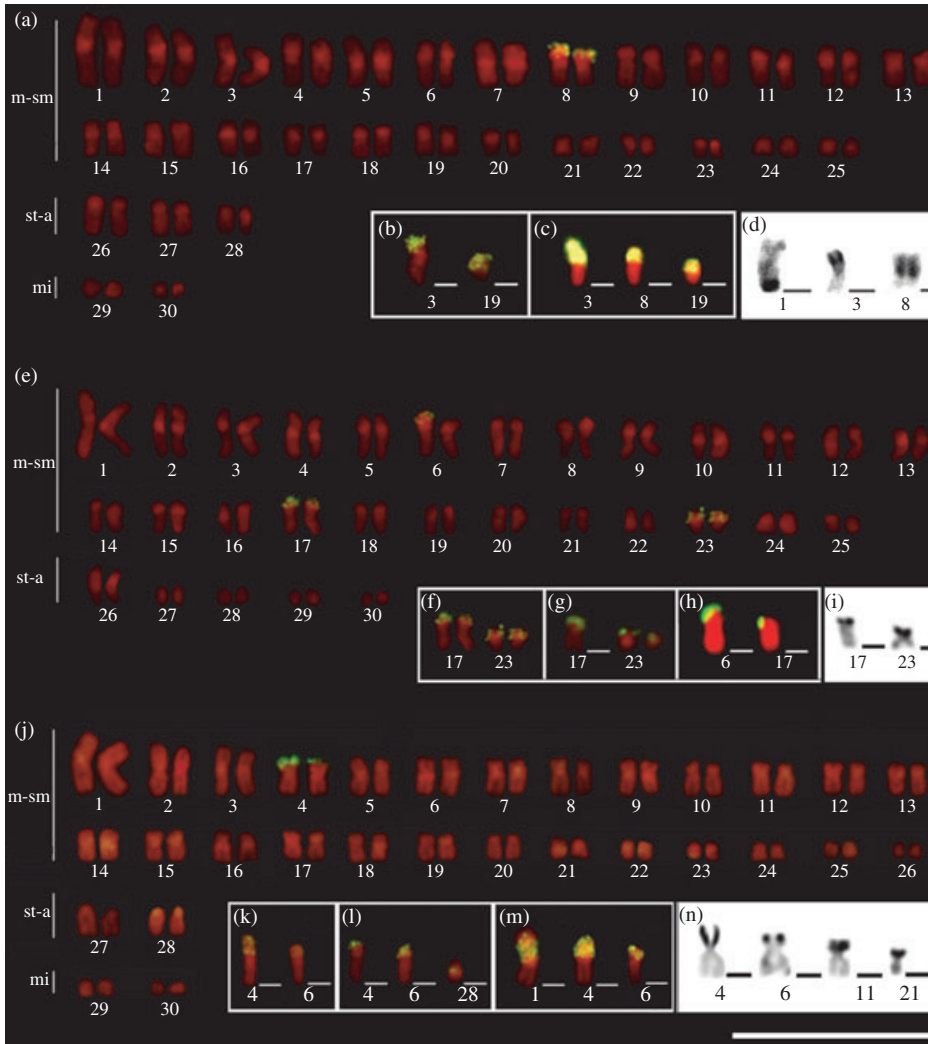 (a)
m-sm
1 2 3 4 5 6 7 8 9 10 11 12 13
14 15 16 17 18 19 20 21 22 23 24 25
st-a
26 27 28
mi
29 30
(b)
3 19
(c)
3 8 19
(d)
1 3 8
(e)
m-sm
1 2 3 4 5 6 7 8 9 10 11 12 13
14 15 16 17 18 19 20 21 22 23 24 25
st-a
26 27 28 29 30
(f)
17 23
(g)
17 23
(h)
6 17
(i)
17 23
(j)
m-sm
1 2 3 4 5 6 7 8 9 10 11 12 13
14 15 16 17 18 19 20 21 22 23 24 25 26
st-a
27 28
mi
29 30
(k)
4 6
(l)
4 6 28
(m)
1 4 6
(n)
4 6 11 21